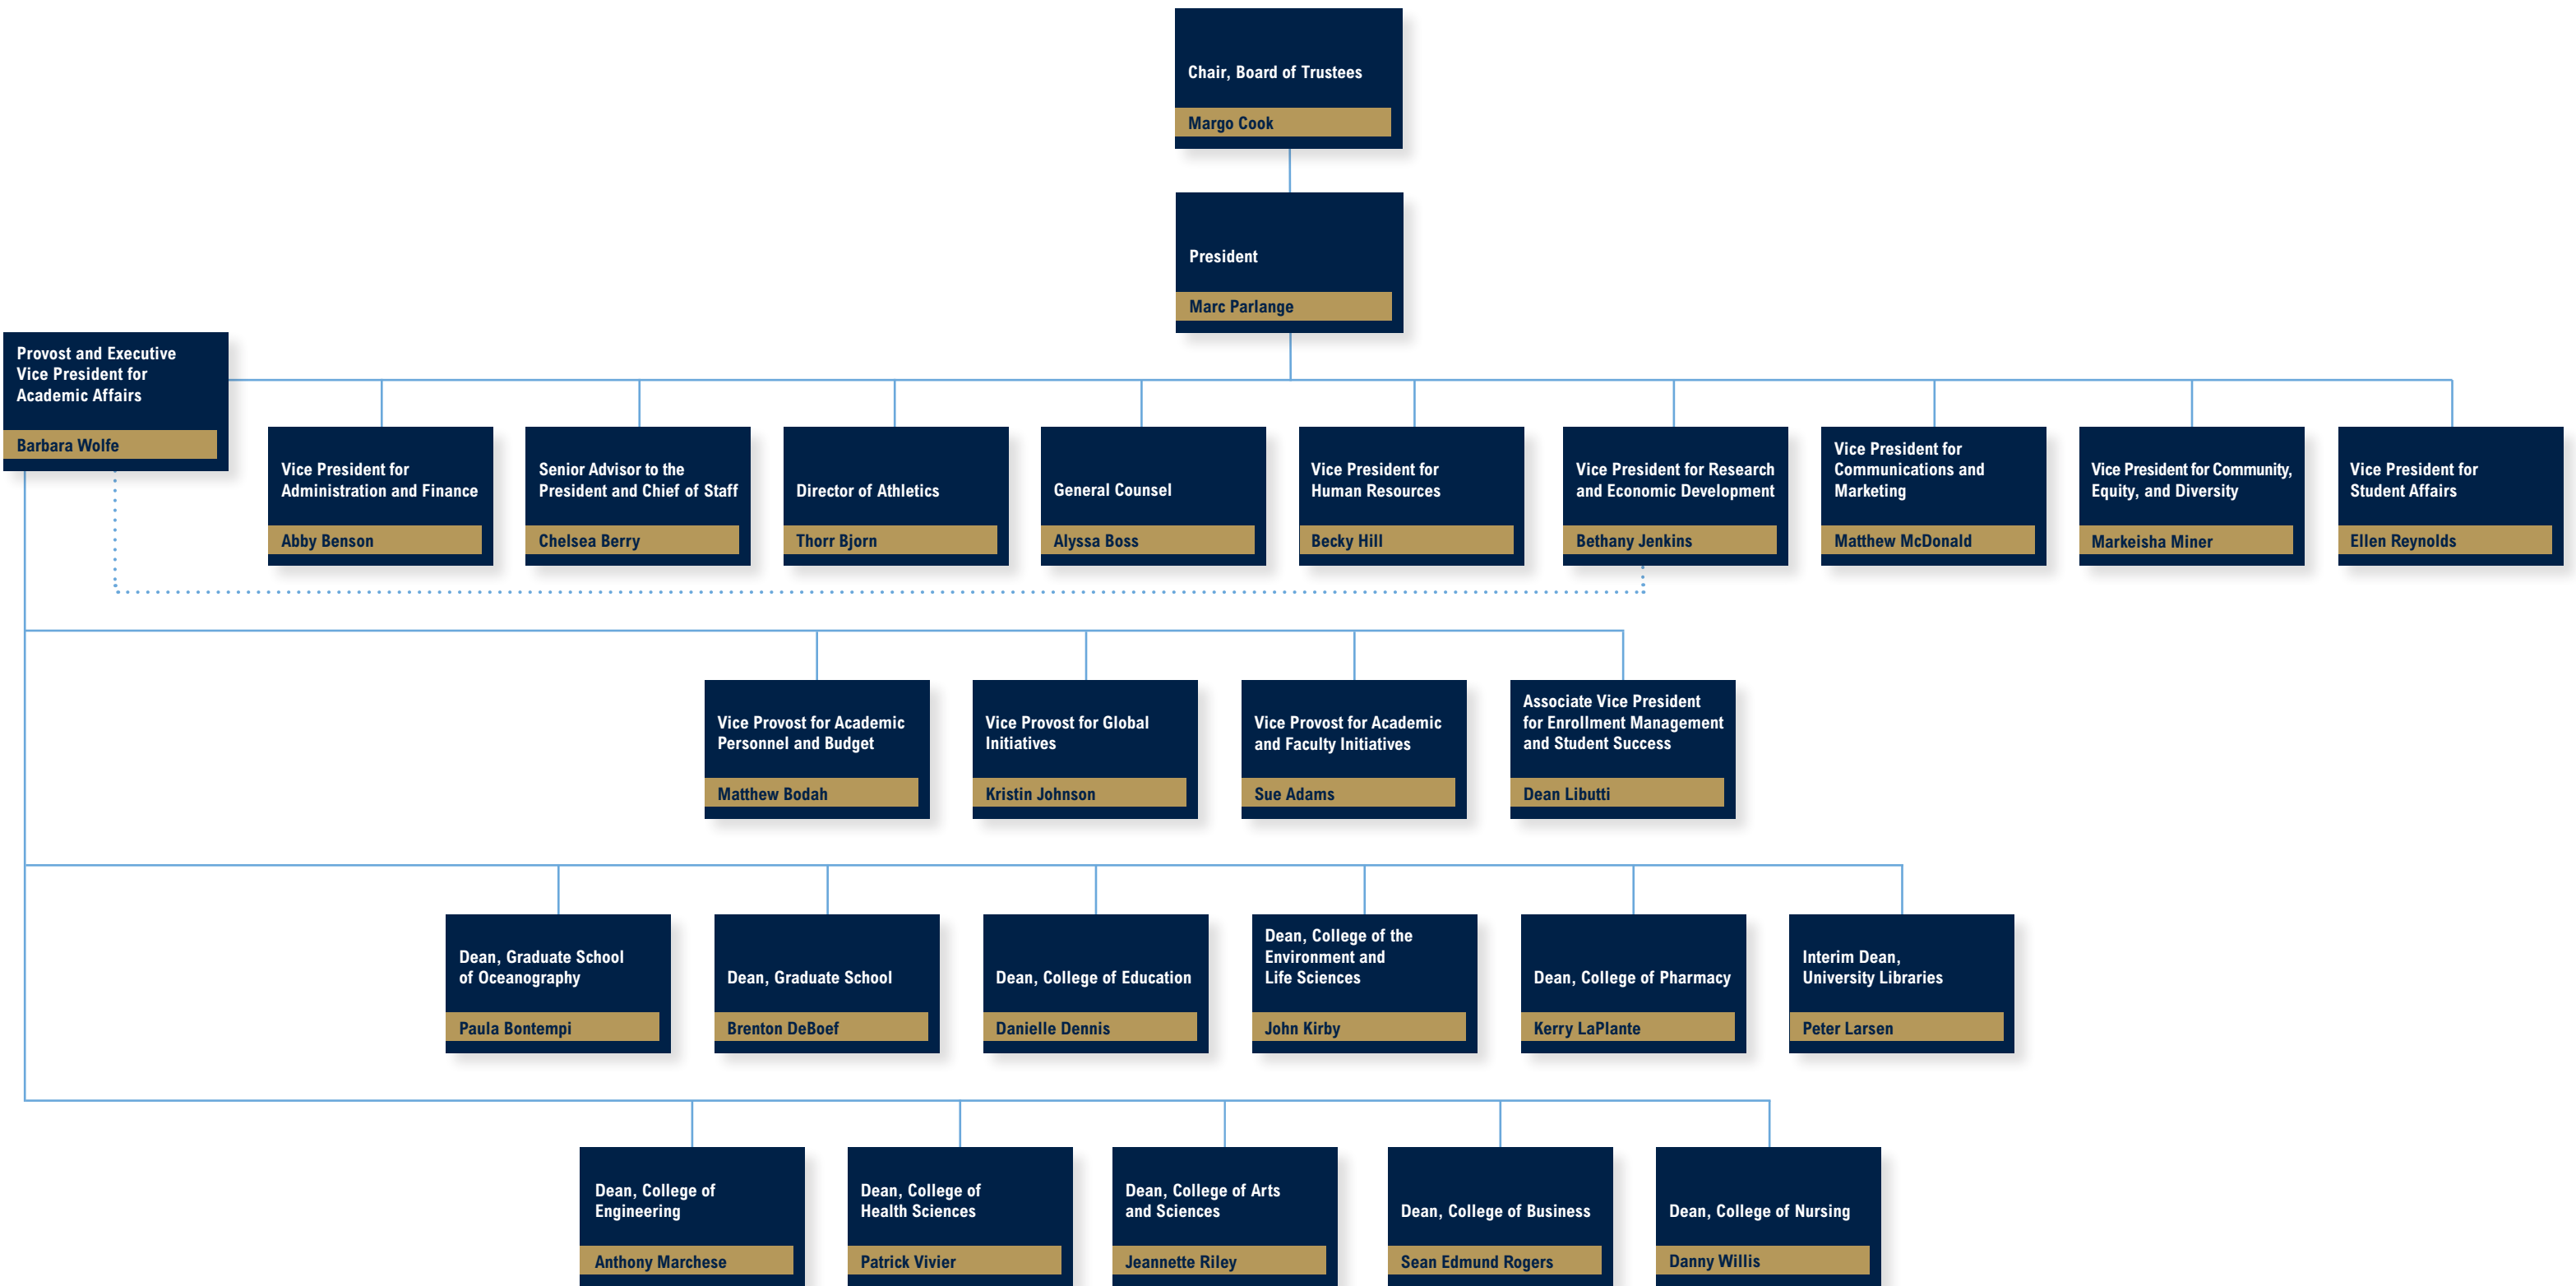 Chair, Board of Trustees
Margo Cook
President
Marc Parlange
Provost and Executive
Vice President for
Academic Affairs
Barbara Wolfe
Vice President for
Administration and Finance
Abby Benson
Senior Advisor to the
President and Chief of Staff
Chelsea Berry
Director of Athletics
Thorr Bjorn
General Counsel
Alyssa Boss
Vice President for
Human Resources
Becky Hill
Vice President for Research
and Economic Development
Bethany Jenkins
Vice President for
Communications and
Marketing
Matthew McDonald
Vice President for Community,
Equity, and Diversity
Markeisha Miner
Vice President for
Student Affairs
Ellen Reynolds
Vice Provost for Academic
Personnel and Budget
Matthew Bodah
Vice Provost for Global
Initiatives
Kristin Johnson
Vice Provost for Academic
and Faculty Initiatives
Sue Adams
Associate Vice President
for Enrollment Management
and Student Success
Dean Libutti
Dean, Graduate School
of Oceanography
Paula Bontempi
Dean, Graduate School
Brenton DeBoef
Dean, College of Education
Danielle Dennis
Dean, College of the
Environment and
Life Sciences
John Kirby
Dean, College of Pharmacy
Kerry LaPlante
Interim Dean,
University Libraries
Peter Larsen
Dean, College of
Engineering
Anthony Marchese
Dean, College of
Health Sciences
Patrick Vivier
Dean, College of Arts
and Sciences
Jeannette Riley
Dean, College of Business
Sean Edmund Rogers
Dean, College of Nursing
Danny Willis